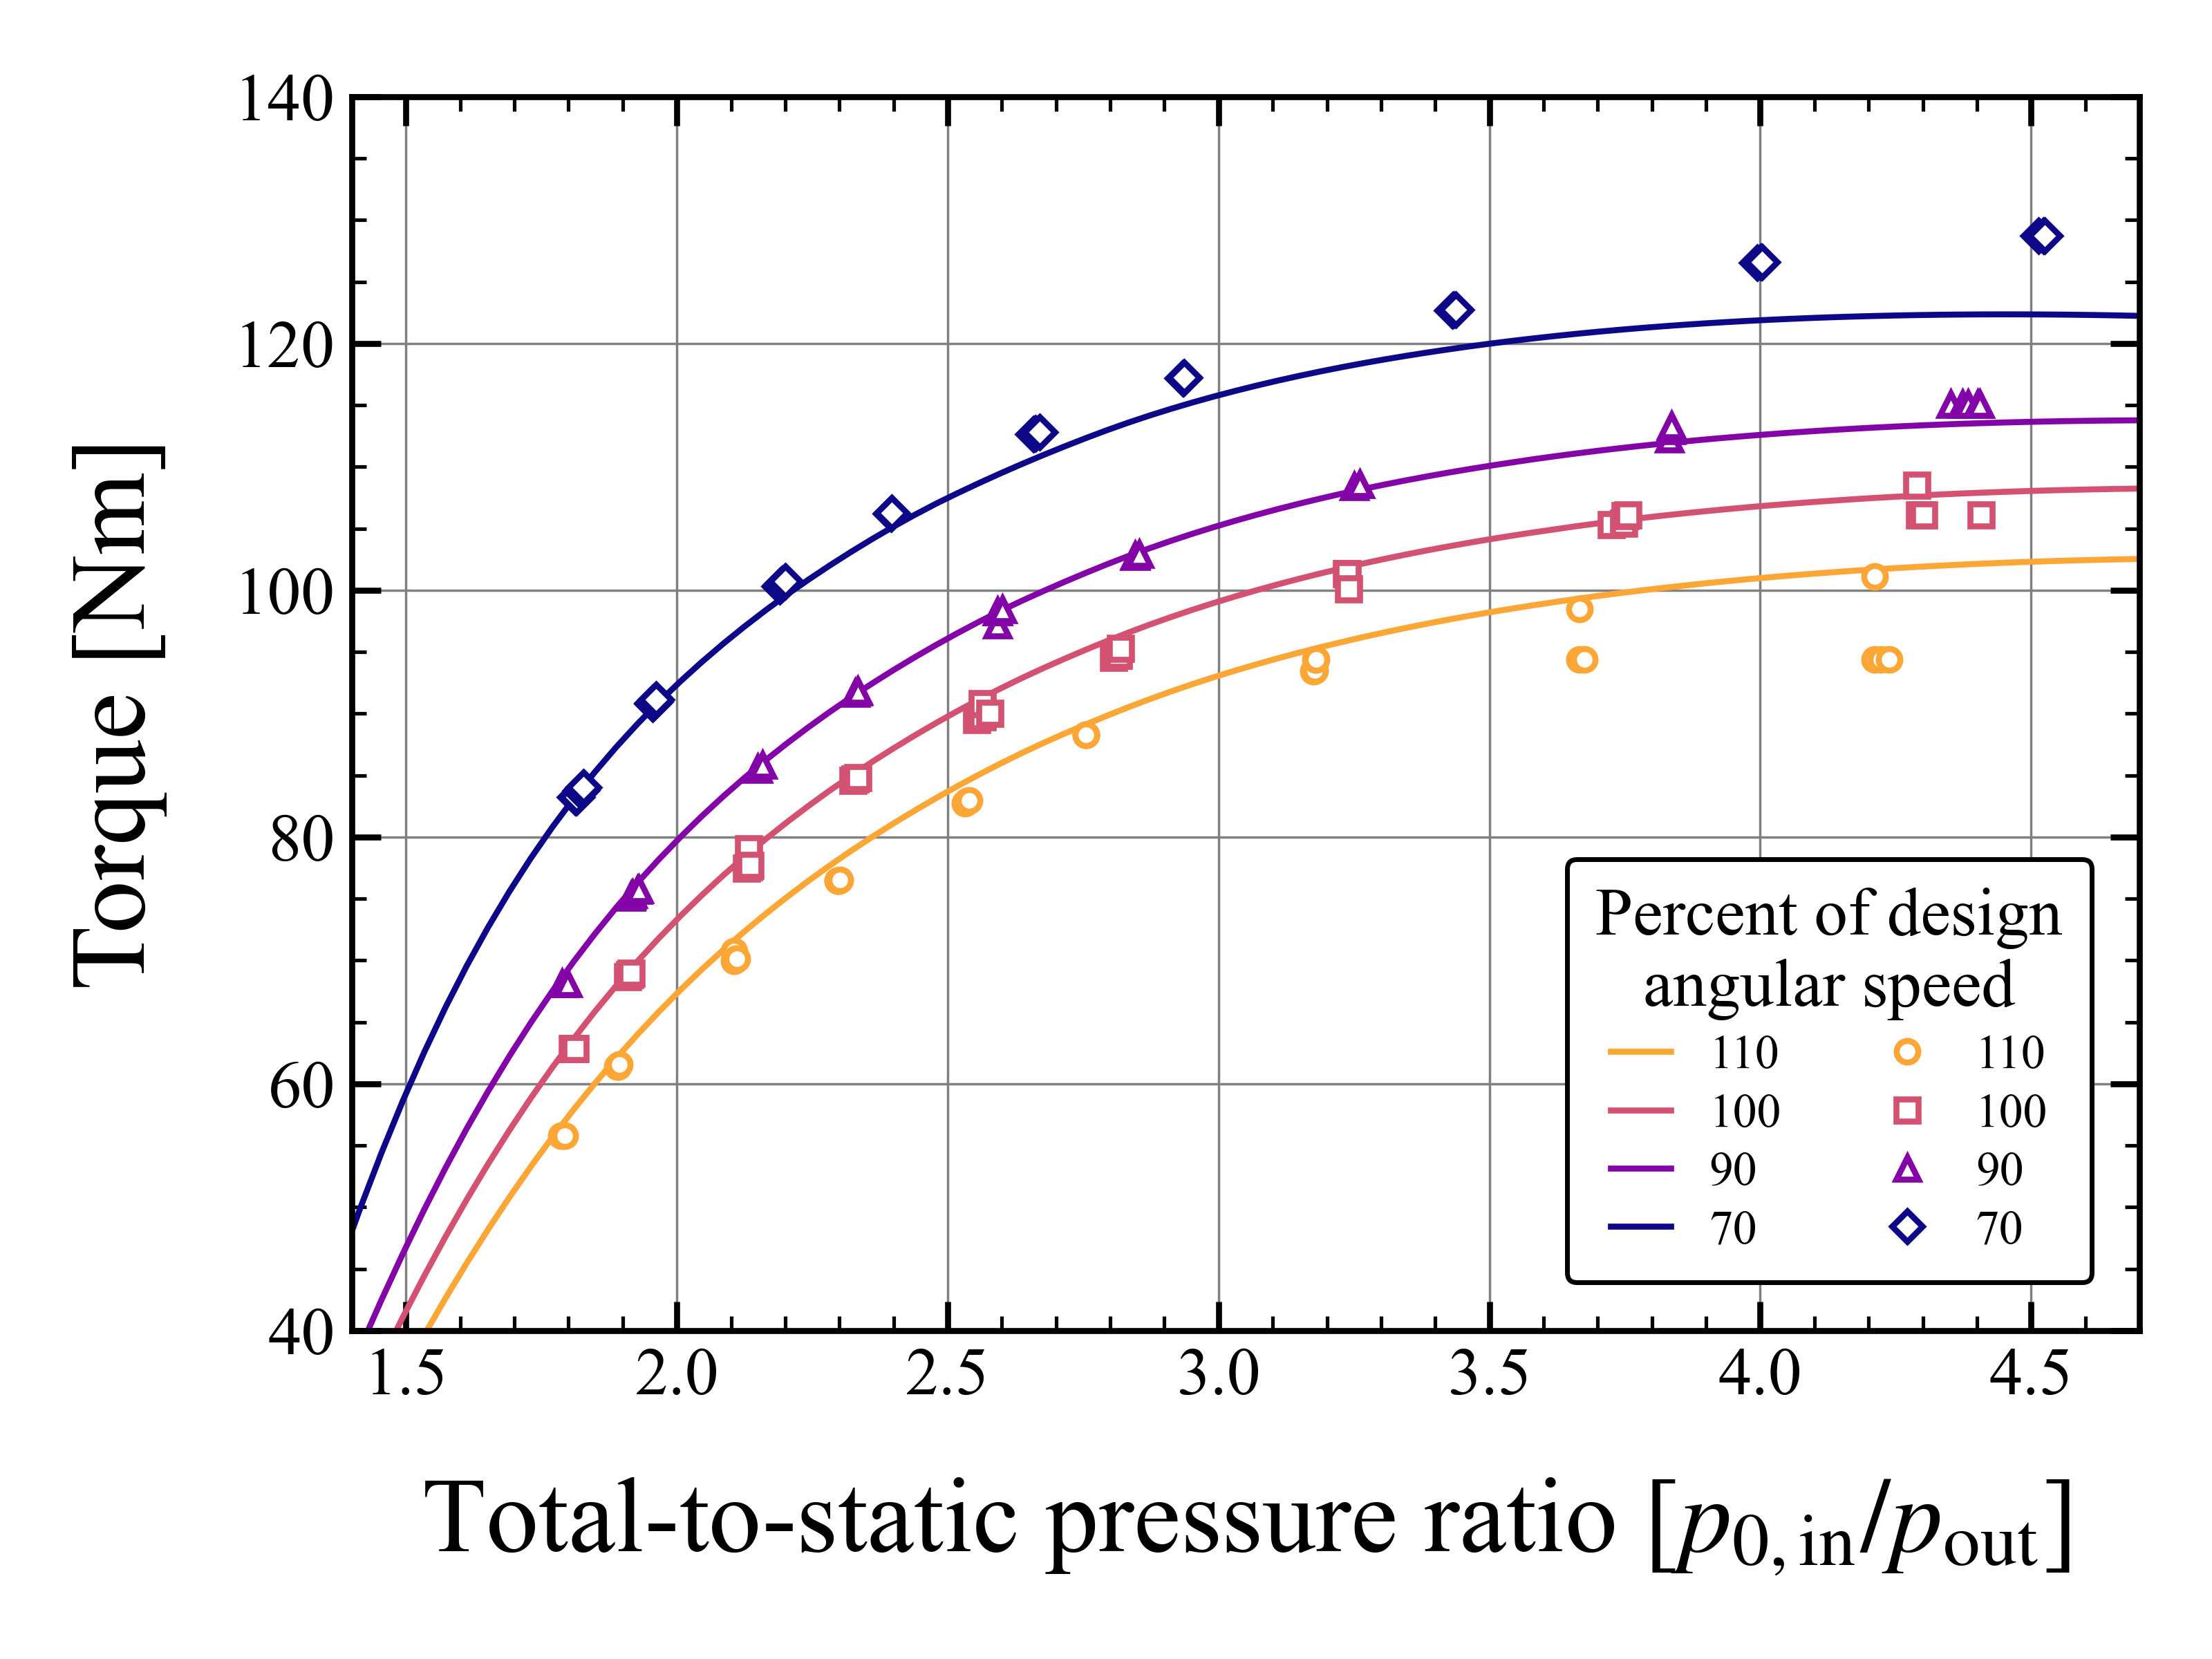 140
120
100
80
60
40
Torque [Nm]
1.5 2.0 2.5 3.0 3.5 4.0 4.5
Total-to-static pressure ratio [p0, in/pout]
Percent of design
angular speed
110 110
100 100
90 90
70 70